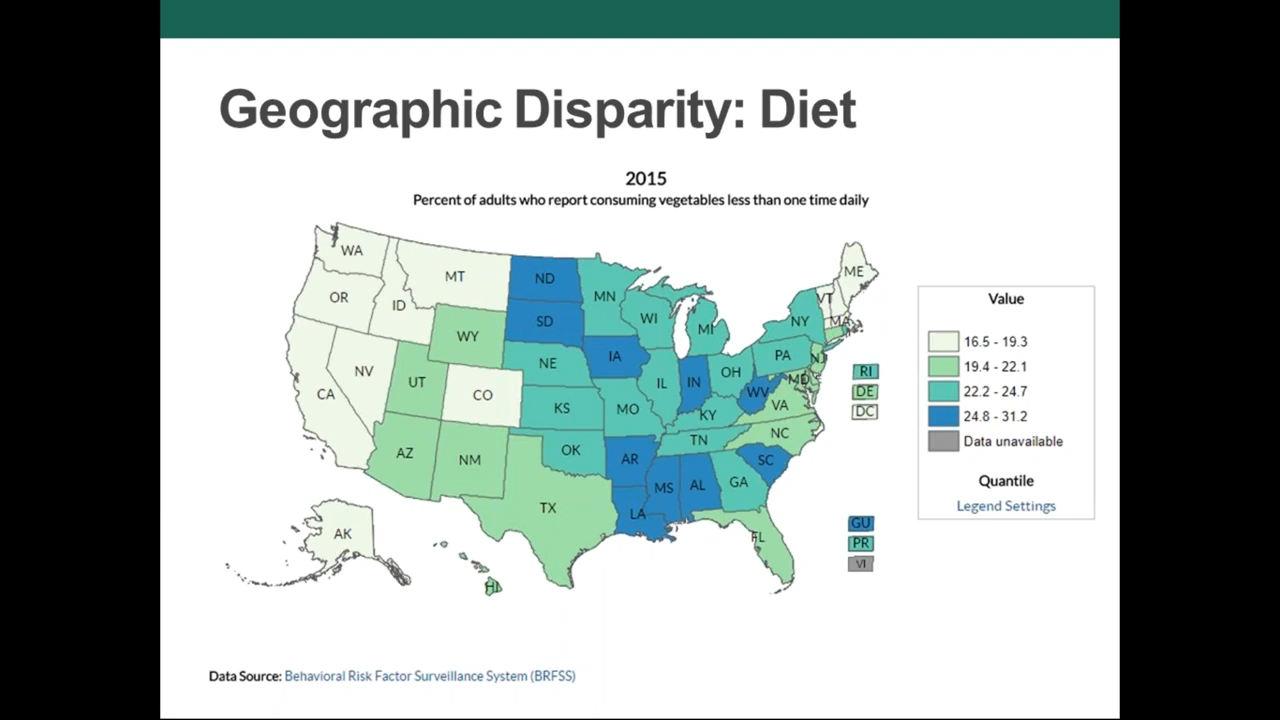 Geographic Disparity: Diet
2015
Percent of adults who report consuming vegetables less than one time daily
WA
MT
ND
MN
ME
OR
ID
SD
WI
MI
NY
VT
MA
WY
IA
NE
PA
NJ
NV
UT
CO
IL
IN
OH
WV
MD
VA
CA
KS
MO
KY
AZ
NM
OK
AR
TN
NC
SC
TX
LA
MS
AL
GA
FL
AK
HI
RI
DE
DC
GU
PR
VI
Value
16.5 - 19.3
19.4 - 22.1
22.2 - 24.7
24.8 - 31.2
Data unavailable
Quantile
Legend Settings
Data Source: Behavioral Risk Factor Surveillance System (BRFSS)